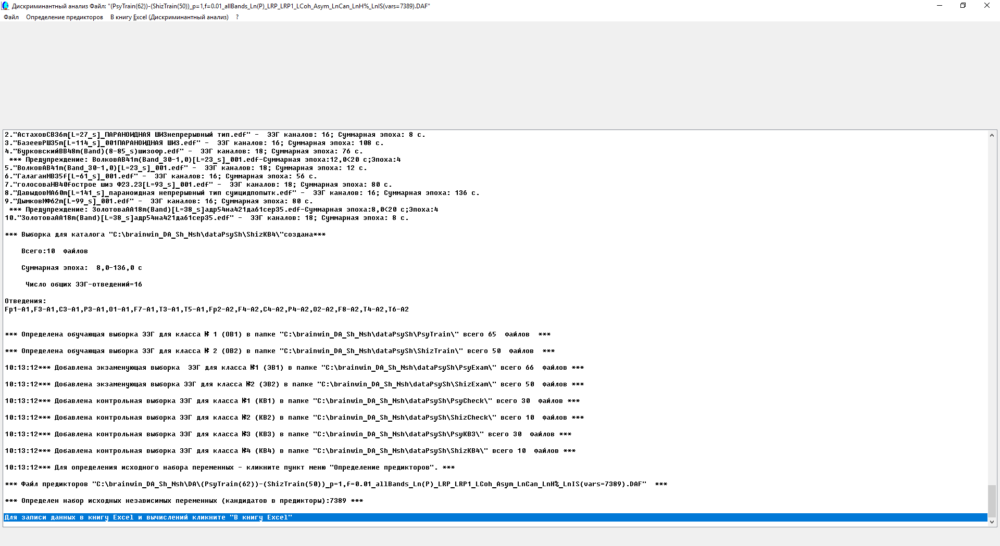 Дискриминантный анализ Файл: "(PsyTrain(62))-(ShizTrain(50))_p=1,f=0.01_allBands_Ln(P)_LRP_LRP1_LCoh_Asym_LnCan_LnH%_LnIS(vars=7389).DAF"
Файл Определение предикторов В книгу Excel (Дискриминантный анализ) ?
2."АстаховСВ36m[L=27_s]_ПАРАНОИДНАЯ ШИЗнепрерывный тип.edf" - ЭЭГ каналов: 16; Суммарная эпоха: 8 с.
3."БазеевРШ35m[L=114_s]_001ПАРАНОИДНАЯ ШИЗ.edf" - ЭЭГ каналов: 16; Суммарная эпоха: 108 с.
4."БурковскийВВ48m(Band)(8-85_s)шизофр.edf" - ЭЭГ каналов: 18; Суммарная эпоха: 76 с.
*** Предупреждение: ВолковАВ41m(Band_30-1,0)[L=23_s]_001.edf-Суммарная эпоха:12,0<20 с;Эпоха:4
5."ВолковАВ41m(Band_30-1,0)[L=23_s]_001.edf" - ЭЭГ каналов: 18; Суммарная эпоха: 12 с.
6."ГалаганМВ35f[L=61_s]_001.edf" - ЭЭГ каналов: 16; Суммарная эпоха: 56 с.
7."голосоваНВ40fострое шиз Ф23.23[L=93_s]_001.edf" - ЭЭГ каналов: 18; Суммарная эпоха: 80 с.
8."ДавыдовМА60m[L=141_s]_параноидная непрерывный тип суицидпопытк.edf" - ЭЭГ каналов: 16; Суммарная эпоха: 136 с.
9."ДымковМФ62m[L=99_s]_001.edf" - ЭЭГ каналов: 16; Суммарная эпоха: 80 с.
*** Предупреждение: ЗолотоваАА18m(Band)[L=38_s]адр54на421да61сер35.edf-Суммарная эпоха:8,0<20 с;Эпоха:4
10."ЗолотоваАА18m(Band)[L=38_s]адр54на421да61сер35.edf" - ЭЭГ каналов: 18; Суммарная эпоха: 8 с.
*** Выборка для каталога "C:\brainwin_DA_Sh_Nsh\dataPsySh\ShizKB4\"создана***
Всего:10 файлов
Суммарная эпоха: 8,0-136,0 с
Число общих ЭЭГ-отведений=16
Отведения:
Fp1-A1,F3-A1,C3-A1,P3-A1,O1-A1,F7-A1,T3-A1,T5-A1,Fp2-A2,F4-A2,C4-A2,P4-A2,O2-A2,F8-A2,T4-A2,T6-A2
*** Определена обучающая выборка ЭЭГ для класса № 1 (ОВ1) в папке "C:\brainwin_DA_Sh_Nsh\dataPsySh\PsyTrain\" всего 65 файлов ***
*** Определена обучающая выборка ЭЭГ для класса № 2 (ОВ2) в папке "C:\brainwin_DA_Sh_Nsh\dataPsySh\ShizTrain\" всего 50 файлов ***
10:13:12*** Добавлена экзаменующая выборка ЭЭГ для класса №1 (ЭВ1) в папке "C:\brainwin_DA_Sh_Nsh\dataPsySh\PsyExam\" всего 66 файлов ***
10:13:12*** Добавлена экзаменующая выборка ЭЭГ для класса №2 (ЭВ2) в папке "C:\brainwin_DA_Sh_Nsh\dataPsySh\ShizExam\" всего 50 файлов ***
10:13:12*** Добавлена контрольная выборка ЭЭГ для класса №1 (КВ1) в папке "C:\brainwin_DA_Sh_Nsh\dataPsySh\PsyCheck\" всего 30 файлов ***
10:13:12*** Добавлена контрольная выборка ЭЭГ для класса №2 (КВ2) в папке "C:\brainwin_DA_Sh_Nsh\dataPsySh\ShizCheck\" всего 10 файлов ***
10:13:12*** Добавлена контрольная выборка ЭЭГ для класса №3 (КВ3) в папке "C:\brainwin_DA_Sh_Nsh\dataPsySh\PsyKB3\" всего 30 файлов ***
10:13:12*** Добавлена контрольная выборка ЭЭГ для класса №4 (КВ4) в папке "C:\brainwin_DA_Sh_Nsh\dataPsySh\ShizKB4\" всего 10 файлов ***
10:13:12*** Для определения исходного набора переменных - кликните пункт меню "Определение предикторов". ***
*** Файл предикторов "C:\brainwin_DA_Sh_Nsh\DA\(PsyTrain(62))-(ShizTrain(50))_p=1,f=0.01_allBands_Ln(P)_LRP_LRP1_LCoh_Asym_LnCan_LnH%_LnIS(vars=7389).DAF" ***
*** Определен набор исходных независимых переменных (кандидатов в предикторы):7389 ***
Для записи данных в книгу Excel и вычислений кликните "В книгу Excel"